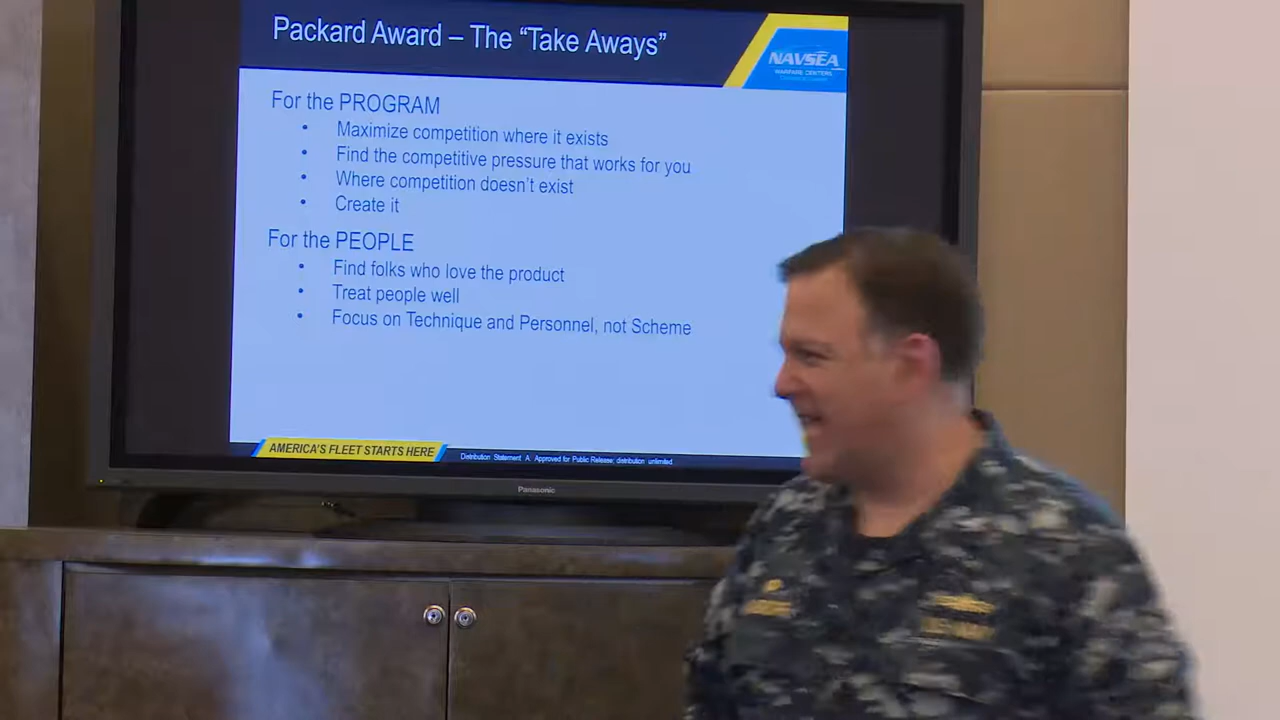 Packard Award – The “Take Aways”
NAVSEA
WARFARE CENTERS
For the PROGRAM
• Maximize competition where it exists
• Find the competitive pressure that works for you
• Where competition doesn’t exist
• Create it
For the PEOPLE
• Find folks who love the product
• Treat people well
• Focus on Technique and Personnel, not Scheme
AMERICA'S FLEET STARTS HERE
Distribution Statement A: Approved for Public Release; distribution unlimited.
Panasonic